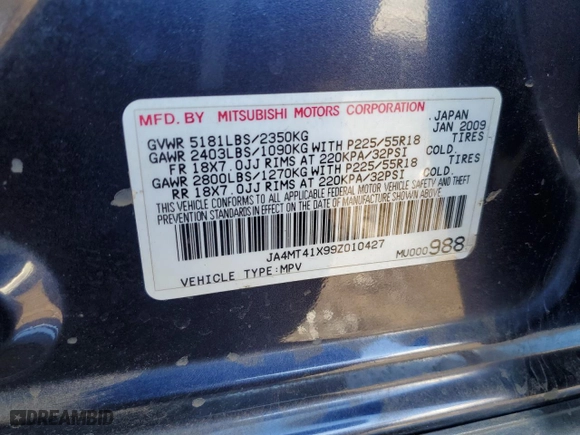 MFD. BY MITSUBISHI MOTORS CORPORATION JAPAN
GVWR 5181LBS/2350KG JAN 2009
GAWR 2403LBS/1090KG WITH P225/55R18 TIRES
FR 18X7.0JJ RIMS AT 220KPA/32PSI COLD.
GAWR 2800LBS/1270KG WITH P225/55R18 TIRES
RR 18X7.0JJ RIMS AT 220KPA/32PSI COLD.
THIS VEHICLE CONFORMS TO ALL APPLICABLE FEDERAL MOTOR VEHICLE SAFETY AND THEFT
PREVENTION STANDARDS IN EFFECT ON THE DATE OF MANUFACTURE SHOWN ABOVE.
JA4MT41X99Z010427
MU000988
VEHICLE TYPE:MPV
DREAMBID